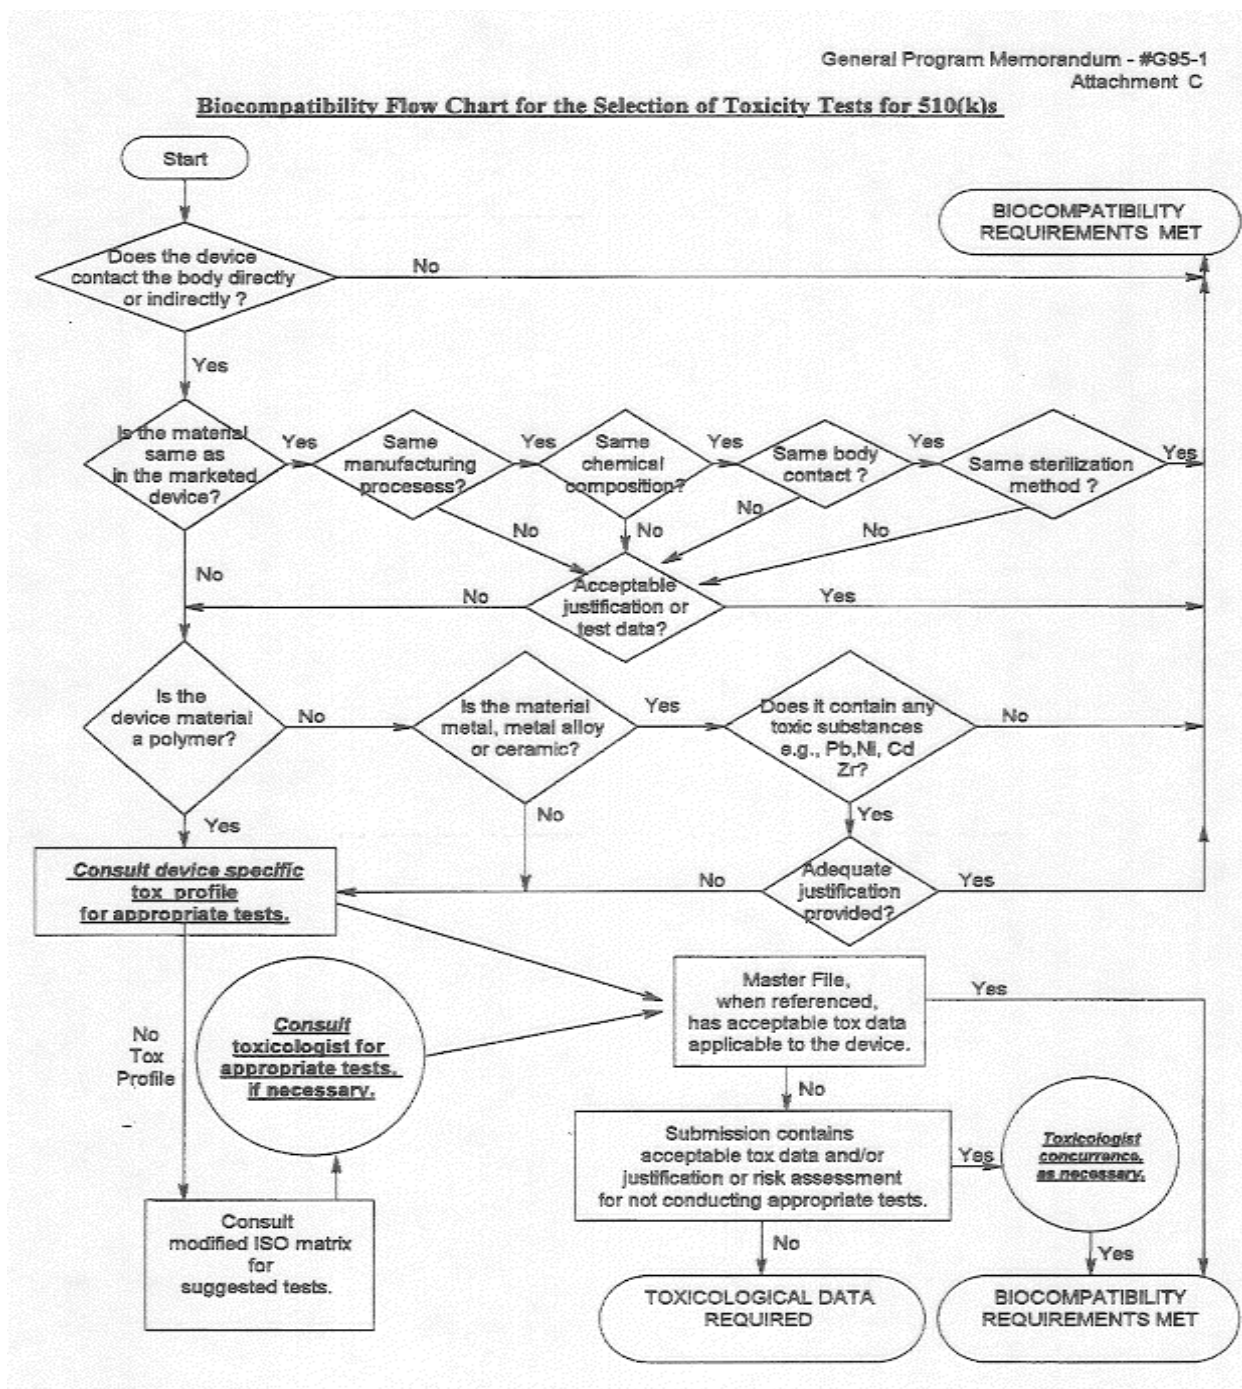 General Program Memorandum - #G95-1
Attachment C
Biocompatibility Flow Chart for the Selection of Toxicity Tests for 510(k)s
Start
BIOCOMPATIBILITY
REQUIREMENTS MET
Does the device
contact the body directly
or indirectly ?
No
Yes
Is the material
same as
in the marketed
device?
Yes
Same
manufacturing
procesess?
Yes
Same
chemical
composition?
Yes
Same body
contact ?
Yes
Same sterilization
method ?
Yes
No
No
No
No
No
Acceptable
justification or
test data?
No
Yes
Is the
device material
a polymer?
No
Is the material
metal, metal alloy
or ceramic?
Yes
Does it contain any
toxic substances
e.g., Pb,Ni, Cd
Zr?
No
Yes
No
Yes
Consult device specific
tox profile
for appropriate tests.
No
Adequate
justification
provided?
Yes
Master File,
when referenced,
has acceptable tox data
applicable to the device.
Yes
Consult
toxicologist for
appropriate tests,
if necessary.
No
Tox
Profile
No
Submission contains
acceptable tox data and/or
justification or risk assessment
for not conducting appropriate tests.
Yes
Toxicologist
concurrence,
as necessary.
Consult
modified ISO matrix
for
suggested tests.
No
Yes
TOXICOLOGICAL DATA
REQUIRED
BIOCOMPATIBILITY
REQUIREMENTS MET